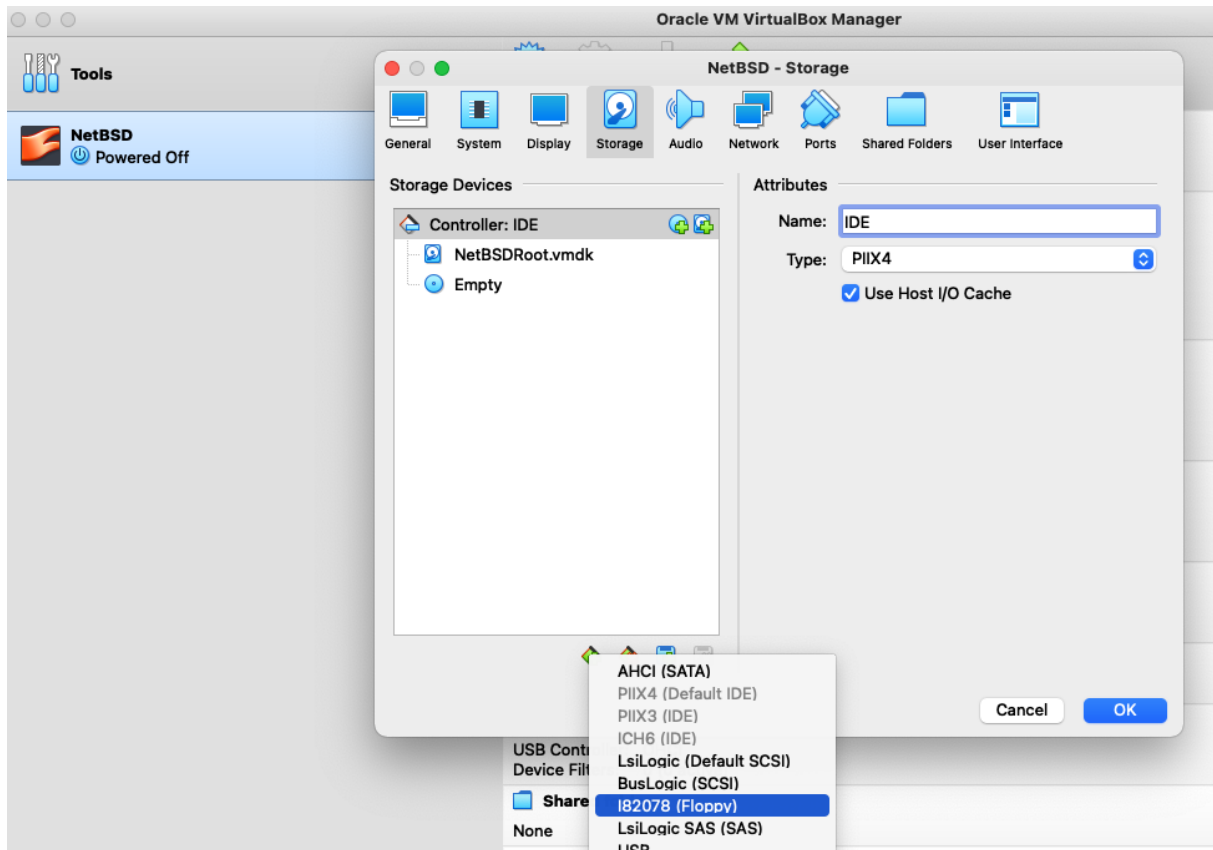 Oracle VM VirtualBox Manager
Tools
NetBSD
Powered Off
NetBSD - Storage
General System Display Storage Audio Network Ports Shared Folders User Interface
Storage Devices
Controller: IDE
NetBSDRoot.vmdk
Empty
Attributes
Name: IDE
Type: PIIX4
Use Host I/O Cache
AHCI (SATA)
PIIX4 (Default IDE)
PIIX3 (IDE)
ICH6 (IDE)
LsiLogic (Default SCSI)
BusLogic (SCSI)
I82078 (Floppy)
LsiLogic SAS (SAS)
USB
Cancel OK
USB Cont
Device Filt
Share
None